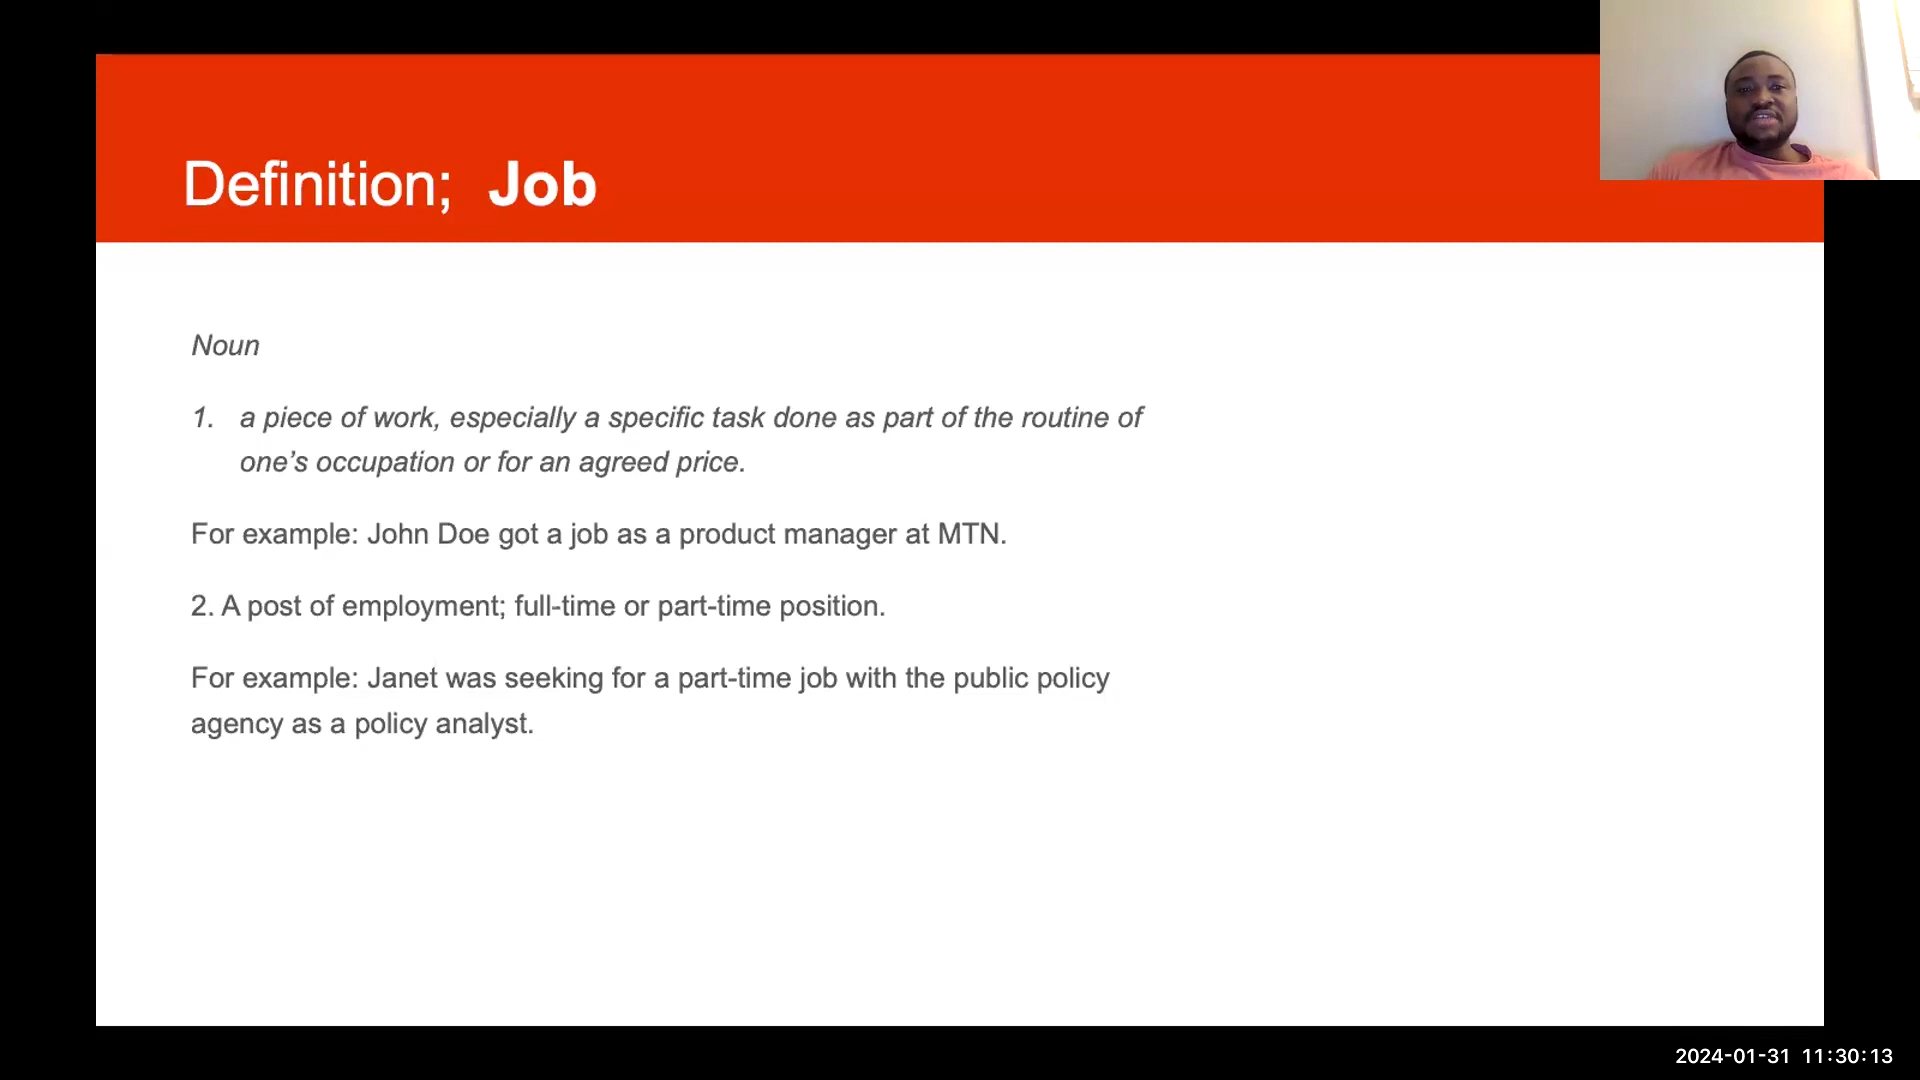 Definition; Job
Noun
1. a piece of work, especially a specific task done as part of the routine of
one’s occupation or for an agreed price.
For example: John Doe got a job as a product manager at MTN.
2. A post of employment; full-time or part-time position.
For example: Janet was seeking for a part-time job with the public policy
agency as a policy analyst.
2024-01-31 11:30:13